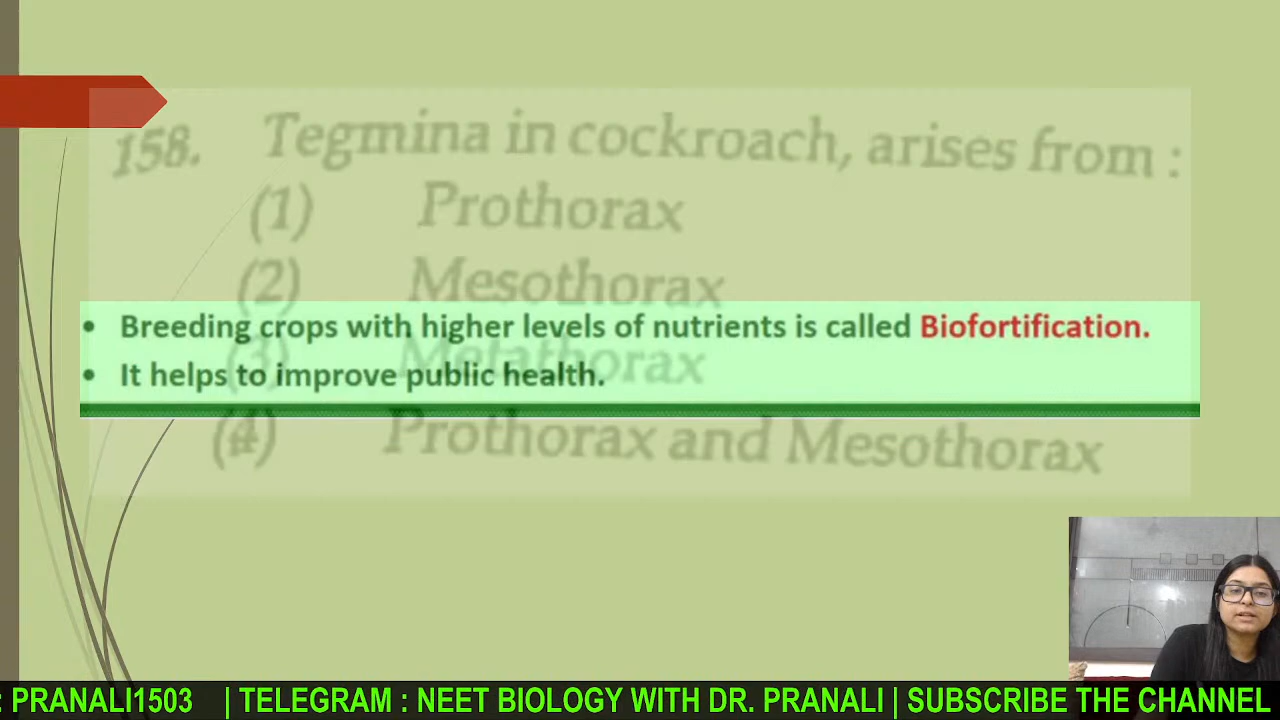 158. Tegmina in cockroach, arises from :
(1) Prothorax
(2) Mesothorax
• Breeding crops with higher levels of nutrients is called Biofortification.
(3) Metathorax
• It helps to improve public health.
(4) Prothorax and Mesothorax
: PRANALI1503 | TELEGRAM : NEET BIOLOGY WITH DR. PRANALI | SUBSCRIBE THE CHANNEL